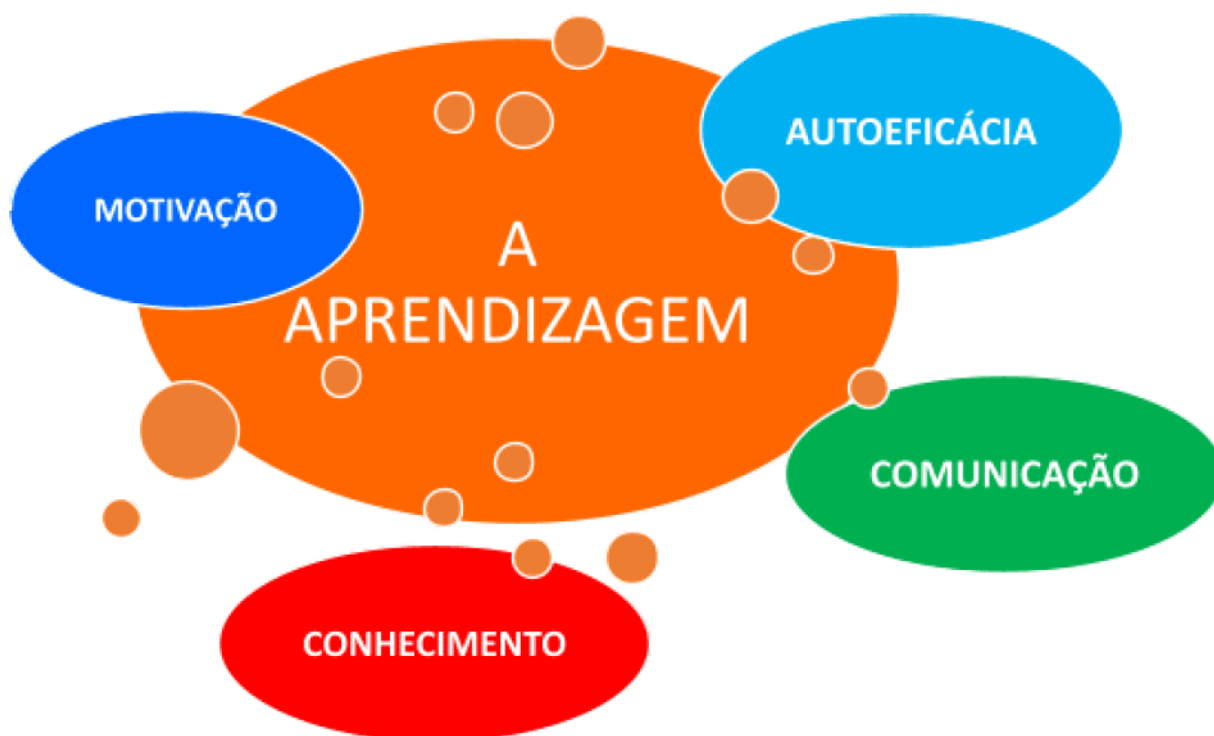 AUTOEFICÁCIA
MOTIVAÇÃO
A
APRENDIZAGEM
COMUNICAÇÃO
CONHECIMENTO